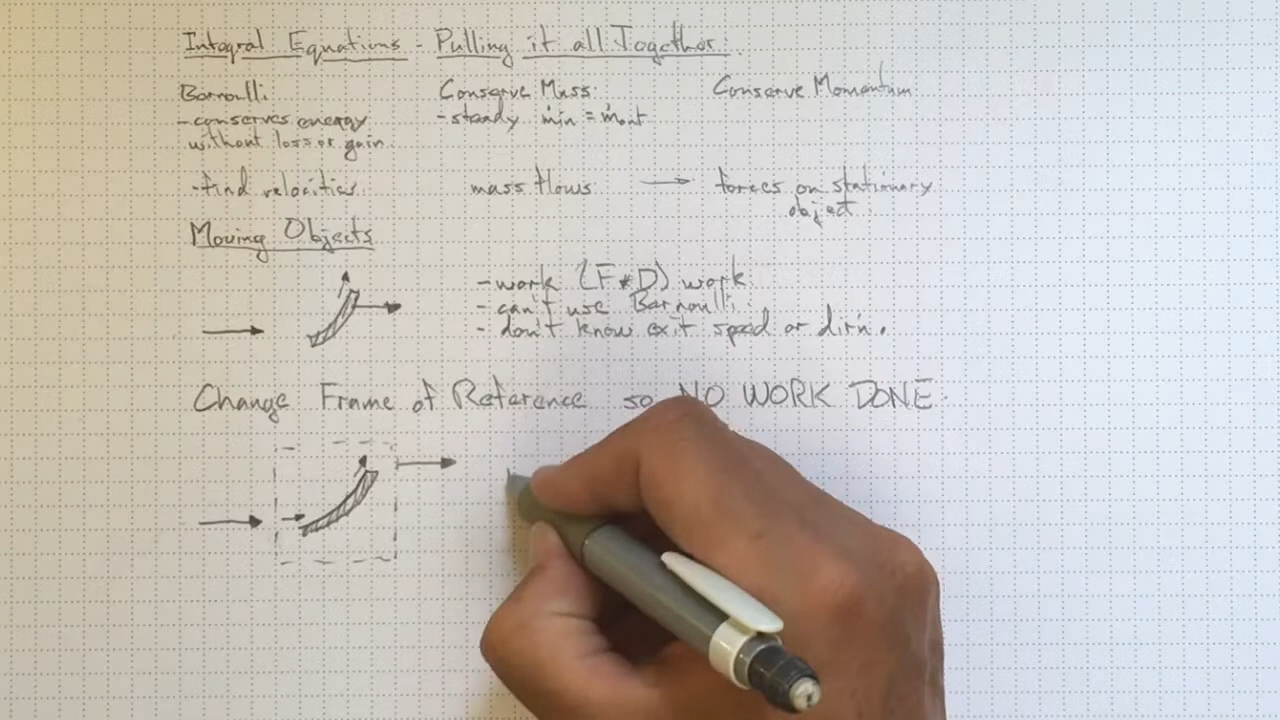 Integral Equations - Pulling it all Together.
Bernoulli Conserve Mass. Conserve Momentum
- conserves energy - steady ṁin = ṁout
without loss or gain.
- find velocities mass flows → forces on stationary
object.
Moving Objects
- work (F*D) work
- can't use Bernoulli.
- don't know exit speed or dir'n.
Change Frame of Reference so NO WORK DONE.